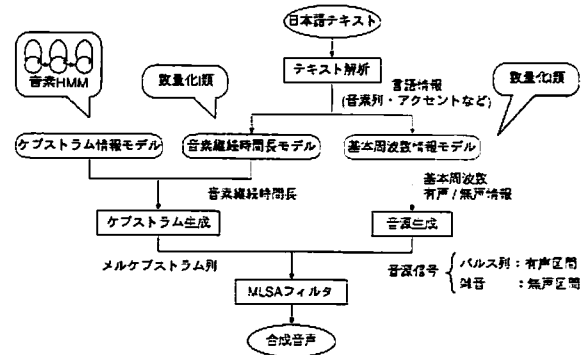 日本語テキスト
音素HMM
テキスト解析
数量化I類
言語情報
(音素列・アクセントなど)
数量化I類
ケプストラム情報モデル
音素継続時間長モデル
基本周波数情報モデル
音素継続時間長
基本周波数
有声/無声情報
ケプストラム生成
音源生成
メルケプストラム列
音源信号
パルス列：有声区間
雑音　：無声区間
MLSAフィルタ
合成音声